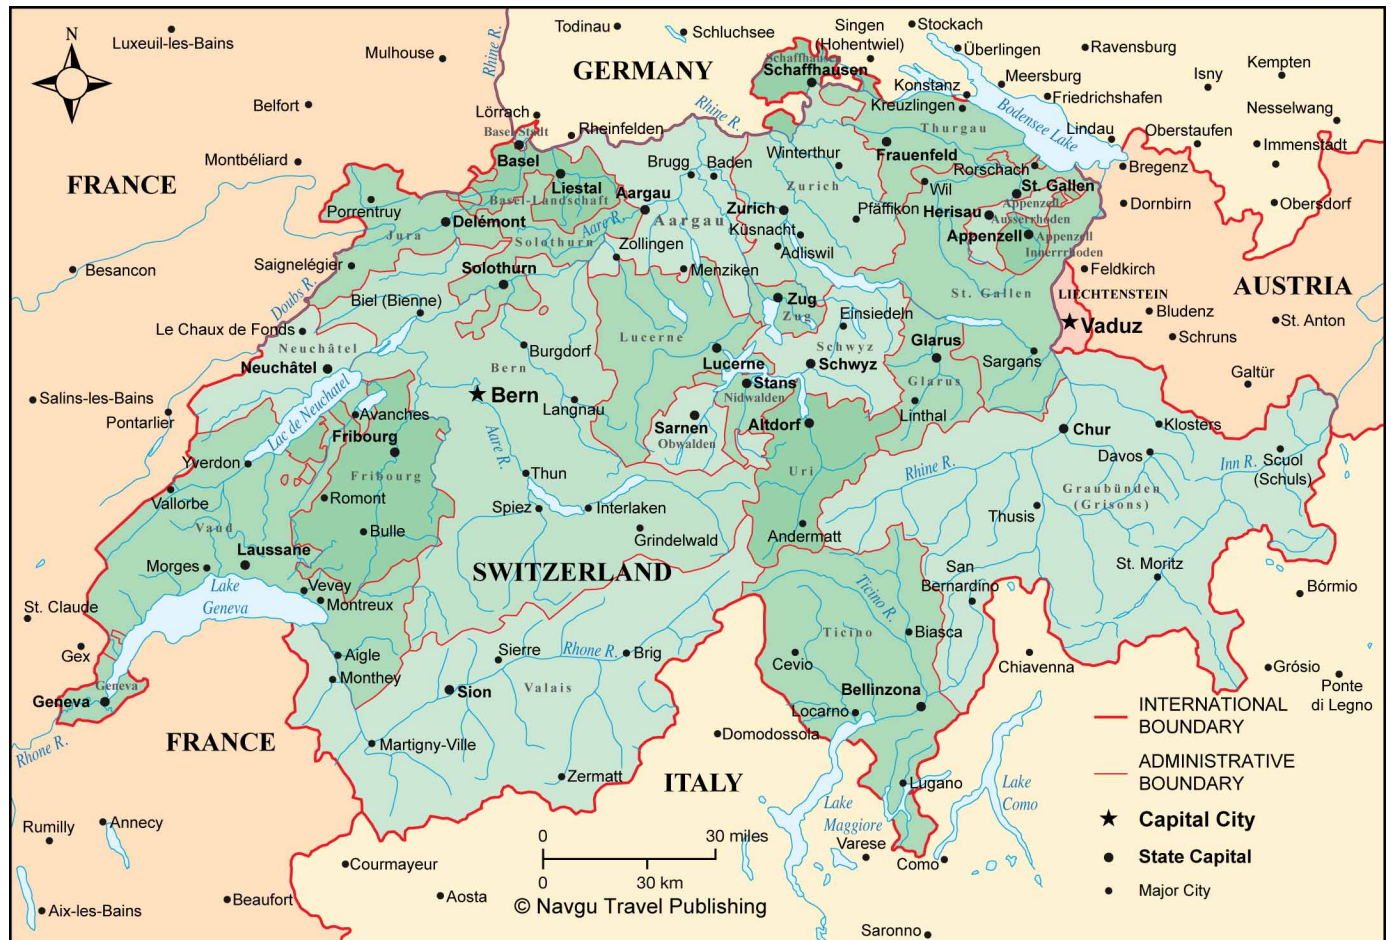 N
Luxeuil-les-Bains
Mulhouse
Rhine R.
Todinau
Schluchsee
Singen
(Hohentwiel)
Stockach
Überlingen
Ravensburg
Isny
Kempten
GERMANY
Schaffhausen
Schaffhausen
Konstanz
Meersburg
Friedrichshafen
Nesselwang
Belfort
Lörrach
Basel-Stadt
Rheinfelden
Rhine R.
Kreuzlingen
Thurgau
Bodensee Lake
Lindau
Oberstaufen
Immenstädt
Montbéliard
Basel
Brugg
Baden
Winterthur
Frauenfeld
Rorschach
Bregenz
FRANCE
Liestal
Basel-Landschaft
Aargau
Zurich
Wil
St. Gallen
Porrentruy
Delémont
Aare R.
Aargau
Zurich
Pfäffikon
Herisau
Appenzell
Ausserrhoden
Dornbirn
Obersdorf
Jura
Solothurn
Zollingen
Küsnacht
Adliswil
Appenzell
Appenzell
Innerrhoden
Besancon
Saignelégier
Solothurn
Menziken
Feldkirch
Doubs R.
Biel (Bienne)
Zug
Zug
St. Gallen
LIECHTENSTEIN
AUSTRIA
Le Chaux de Fonds
Einsiedeln
Vaduz
Bludenz
St. Anton
Neuchâtel
Burgdorf
Lucerne
Schwyz
Glarus
Schruns
Neuchâtel
Bern
Lucerne
Schwyz
Sargans
Galtür
Salins-les-Bains
Lac de Neuchatel
Bern
Stans
Nidwalden
Glarus
Pontarlier
Avanches
Langnau
Linthal
Fribourg
Aare R.
Sarnen
Obwalden
Altdorf
Chur
Klosters
Yverdon
Fribourg
Thun
Uri
Rhine R.
Davos
Inn R.
Scuol
(Schuls)
Vallorbe
Romont
Spiez
Interlaken
Graubünden
(Grisons)
Vaud
Bulle
Grindelwald
Andermatt
Thusis
Laussane
Morges
SWITZERLAND
San
Bernardino
St. Moritz
Lake
Geneva
Vevey
Montreux
Ticino R.
Bórmio
St. Claude
Ticino
Biasca
Gex
Aigle
Sierre
Rhone R.
Brig
Cevio
Chiavenna
Grósio
Geneva
Geneva
Monthey
Sion
Valais
Bellinzona
Ponte
di Legno
Locarno
INTERNATIONAL
BOUNDARY
Rhone R.
FRANCE
Martigny-Ville
Domodossola
Zermatt
ITALY
Lugano
Lake
Como
ADMINISTRATIVE
BOUNDARY
Lake
Maggiore
Capital City
Rumilly
Annecy
0 30 miles
Varese
Como
State Capital
Courmayeur
0 30 km
Major City
Aix-les-Bains
Beaufort
Aosta
© Navgu Travel Publishing
Saronno